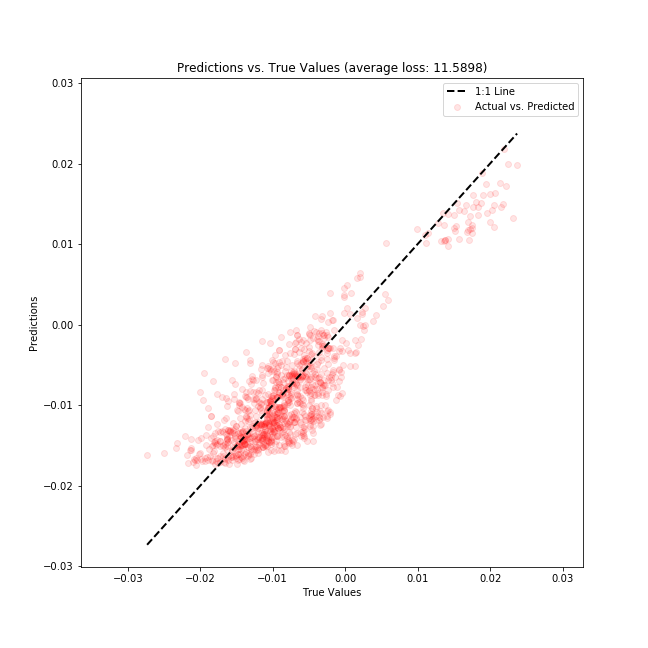 Predictions vs. True Values (average loss: 11.5898)
1:1 Line
Actual vs. Predicted
0.03
0.02
0.01
0.00
−0.01
−0.02
−0.03
Predictions
−0.03 −0.02 −0.01 0.00 0.01 0.02 0.03
True Values